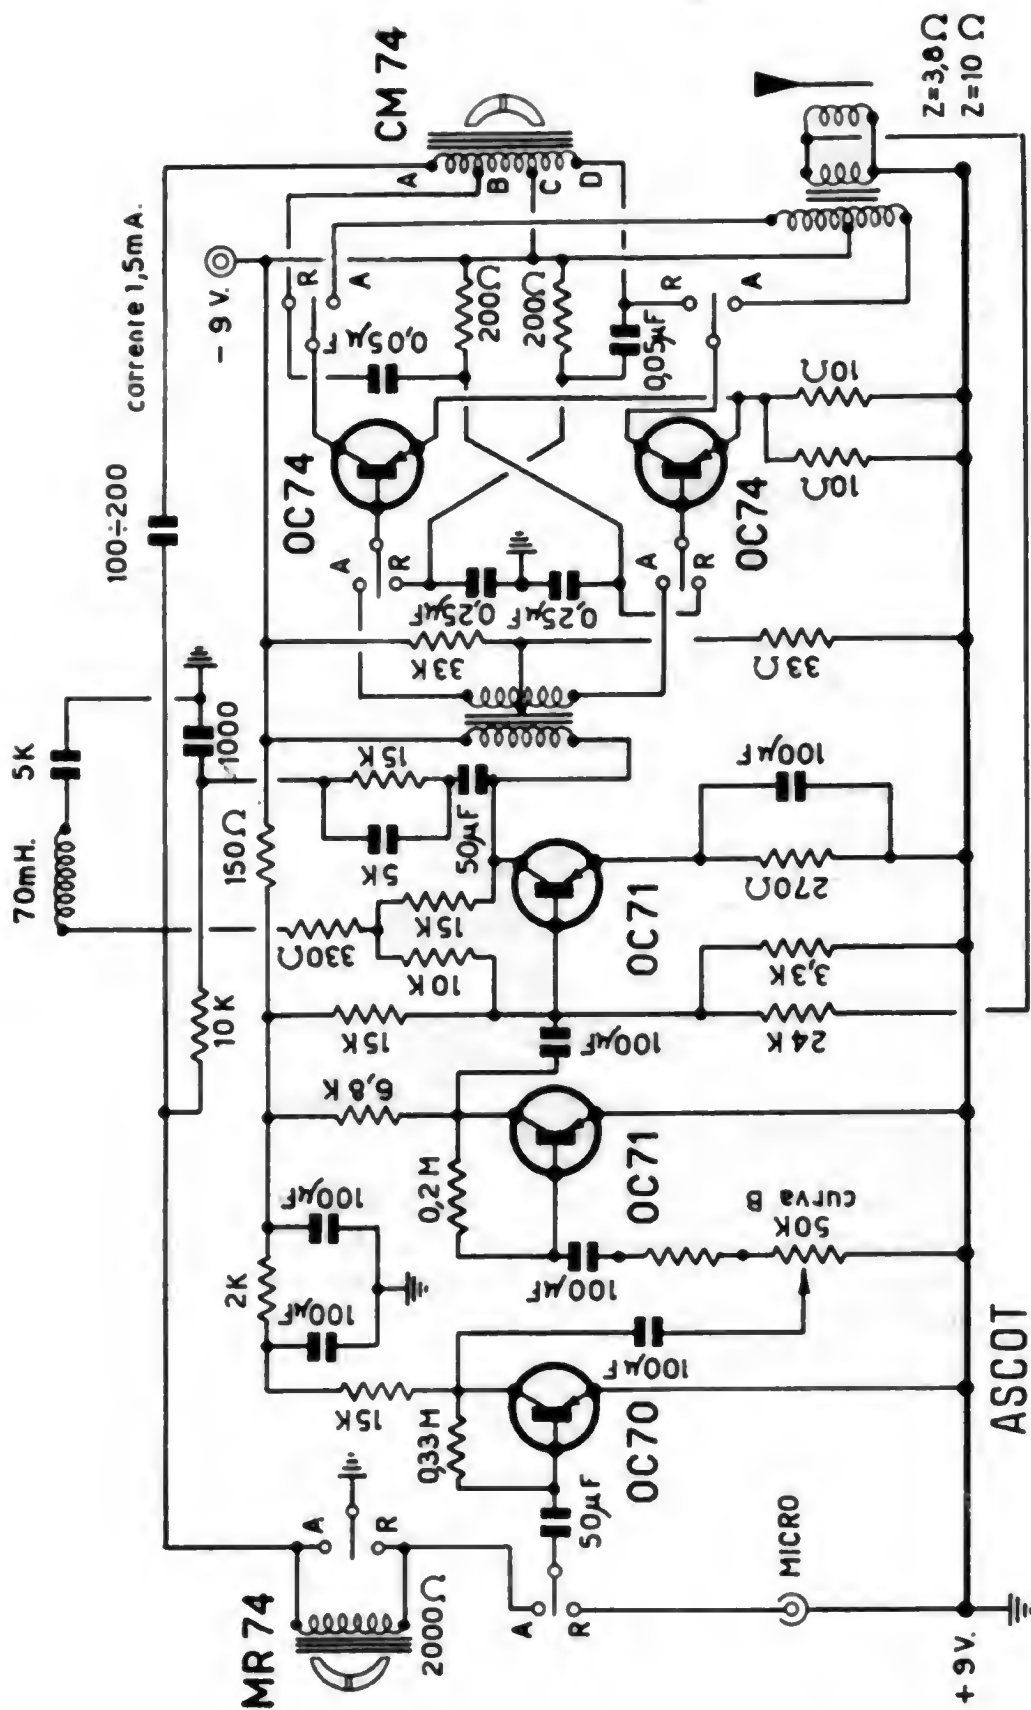 70mH.
5K
100÷200
corrente 1,5mA.
1000
10K
150Ω
- 9 V.
CM 74
MR 74
2000Ω
A
R
2K
100µF
100µF
15K
0,33M
6,8K
0,2M
15K
330Ω
10K
15K
5K
15K
50µF
33K
A
R
0,25µF
0,25µF
A
R
OC74
OC74
0,05µF
R
A
200Ω
200Ω
0,05µF
R
A
A
B
C
D
A
R
50µF
OC70
100µF
100µF
OC71
100µF
OC71
50K
curva B
24K
3,3K
270Ω
100µF
33Ω
10Ω
10Ω
Z=3,8Ω
Z=10 Ω
MICRO
+ 9V.
ASCOT